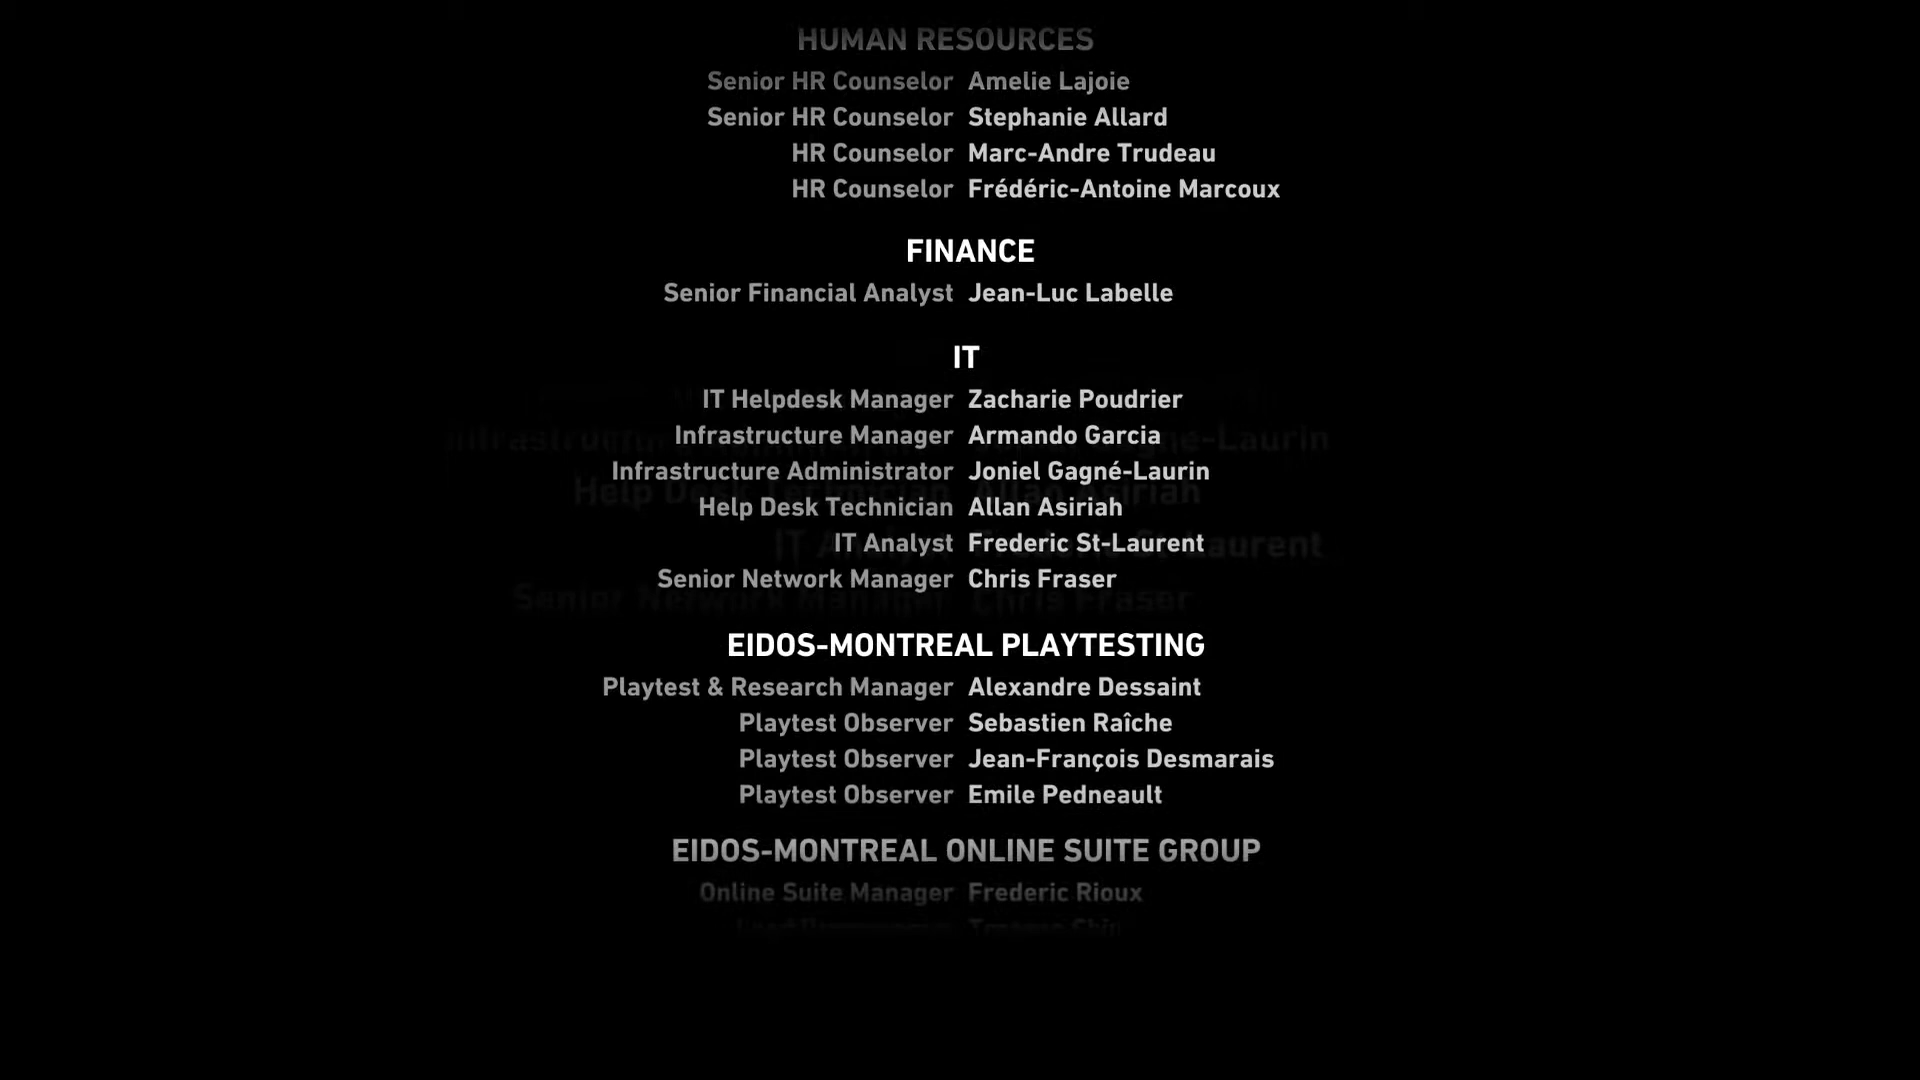 HUMAN RESOURCES
Senior HR Counselor Amelie Lajoie
Senior HR Counselor Stephanie Allard
HR Counselor Marc-Andre Trudeau
HR Counselor Frédéric-Antoine Marcoux
FINANCE
Senior Financial Analyst Jean-Luc Labelle
IT
IT Helpdesk Manager Zacharie Poudrier
Infrastructure Manager Armando Garcia
Infrastructure Administrator Joniel Gagné-Laurin
Help Desk Technician Allan Asiriah
IT Analyst Frederic St-Laurent
Senior Network Manager Chris Fraser
EIDOS-MONTREAL PLAYTESTING
Playtest & Research Manager Alexandre Dessaint
Playtest Observer Sebastien Raîche
Playtest Observer Jean-François Desmarais
Playtest Observer Emile Pedneault
EIDOS-MONTREAL ONLINE SUITE GROUP
Online Suite Manager Frederic Rioux